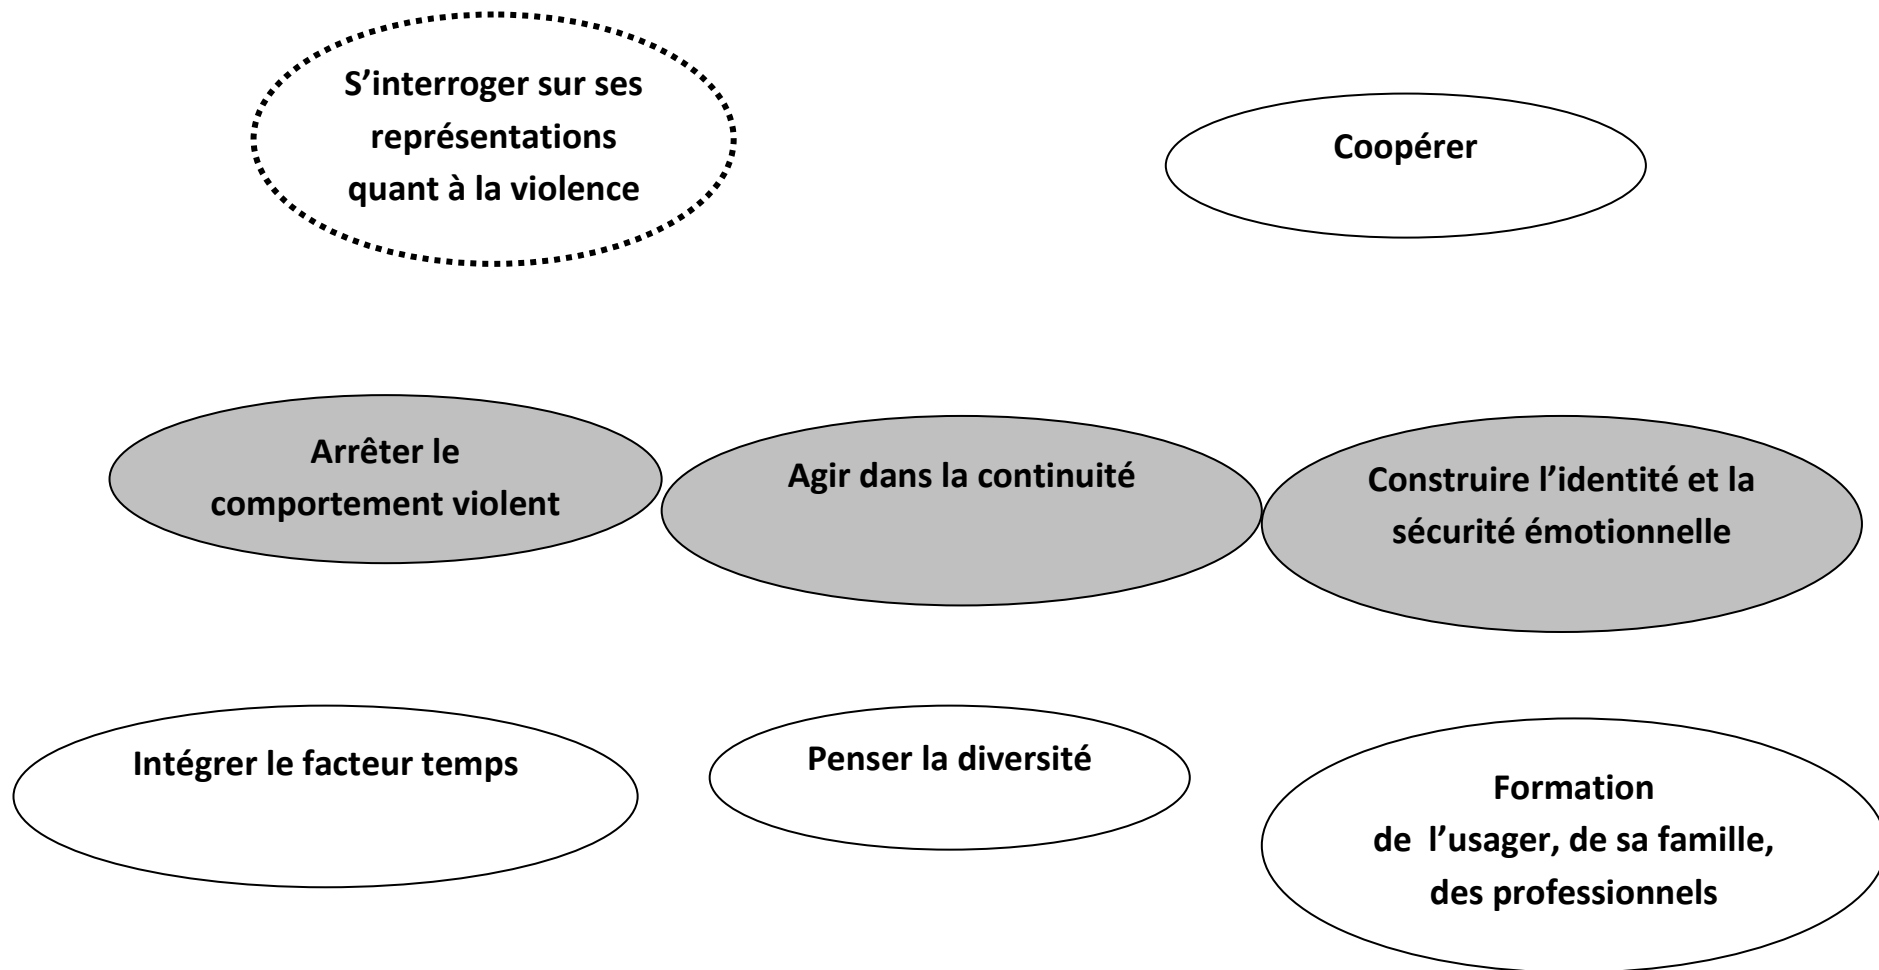 S’interroger sur ses
représentations
quant à la violence
Coopérer
Arrêter le
comportement violent
Agir dans la continuité
Construire l’identité et la
sécurité émotionnelle
Intégrer le facteur temps
Penser la diversité
Formation
de  l’usager, de sa famille,
des professionnels